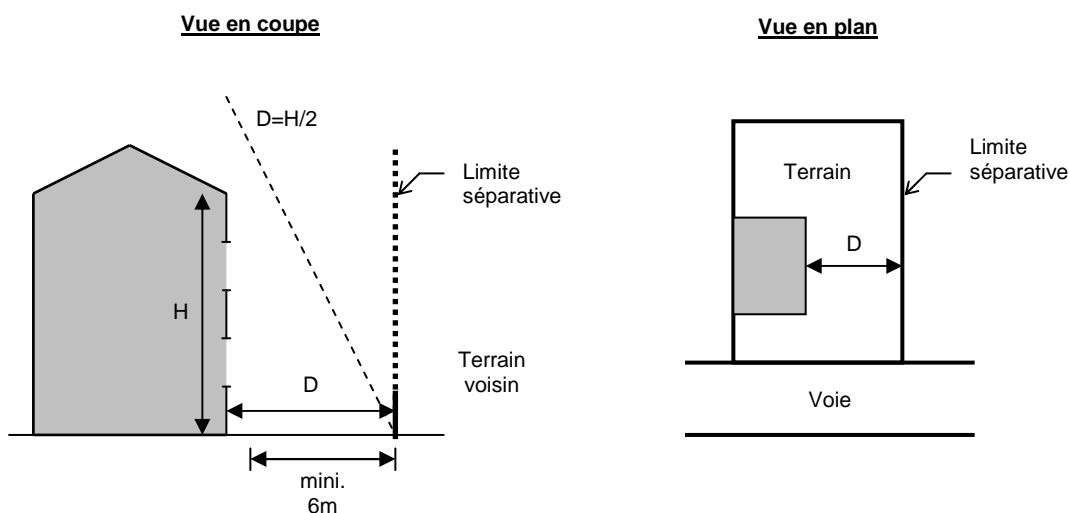 Vue en coupe
D=H/2
Limite
séparative
H
Terrain
voisin
D
mini.
6m
Vue en plan
Limite
séparative
Terrain
D
Voie